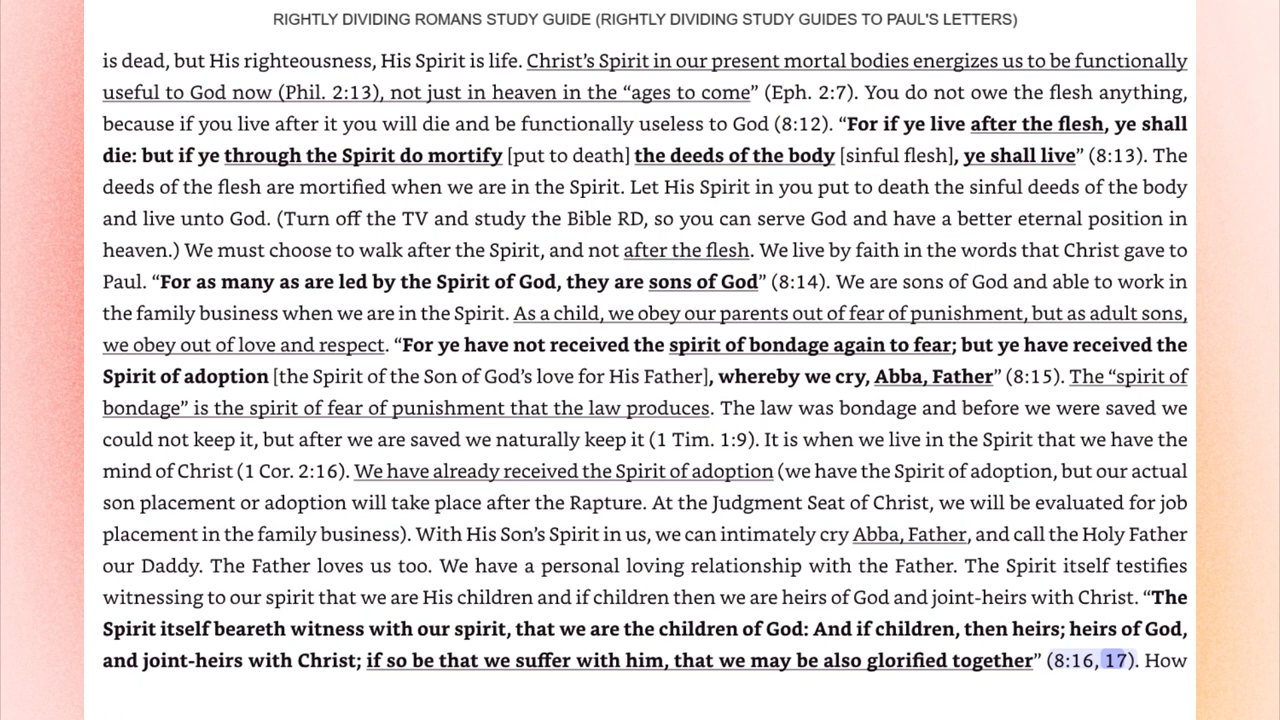 RIGHTLY DIVIDING ROMANS STUDY GUIDE (RIGHTLY DIVIDING STUDY GUIDES TO PAUL'S LETTERS)
is dead, but His righteousness, His Spirit is life. Christ’s Spirit in our present mortal bodies energizes us to be functionally
useful to God now (Phil. 2:13), not just in heaven in the “ages to come” (Eph. 2:7). You do not owe the flesh anything,
because if you live after it you will die and be functionally useless to God (8:12). “For if ye live after the flesh, ye shall
die: but if ye through the Spirit do mortify [put to death] the deeds of the body [sinful flesh], ye shall live” (8:13). The
deeds of the flesh are mortified when we are in the Spirit. Let His Spirit in you put to death the sinful deeds of the body
and live unto God. (Turn off the TV and study the Bible RD, so you can serve God and have a better eternal position in
heaven.) We must choose to walk after the Spirit, and not after the flesh. We live by faith in the words that Christ gave to
Paul. “For as many as are led by the Spirit of God, they are sons of God” (8:14). We are sons of God and able to work in
the family business when we are in the Spirit. As a child, we obey our parents out of fear of punishment, but as adult sons,
we obey out of love and respect. “For ye have not received the spirit of bondage again to fear; but ye have received the
Spirit of adoption [the Spirit of the Son of God’s love for His Father], whereby we cry, Abba, Father” (8:15). The “spirit of
bondage” is the spirit of fear of punishment that the law produces. The law was bondage and before we were saved we
could not keep it, but after we are saved we naturally keep it (1 Tim. 1:9). It is when we live in the Spirit that we have the
mind of Christ (1 Cor. 2:16). We have already received the Spirit of adoption (we have the Spirit of adoption, but our actual
son placement or adoption will take place after the Rapture. At the Judgment Seat of Christ, we will be evaluated for job
placement in the family business). With His Son’s Spirit in us, we can intimately cry Abba, Father, and call the Holy Father
our Daddy. The Father loves us too. We have a personal loving relationship with the Father. The Spirit itself testifies
witnessing to our spirit that we are His children and if children then we are heirs of God and joint-heirs with Christ. “The
Spirit itself beareth witness with our spirit, that we are the children of God: And if children, then heirs; heirs of God,
and joint-heirs with Christ; if so be that we suffer with him, that we may be also glorified together” (8:16, 17). How